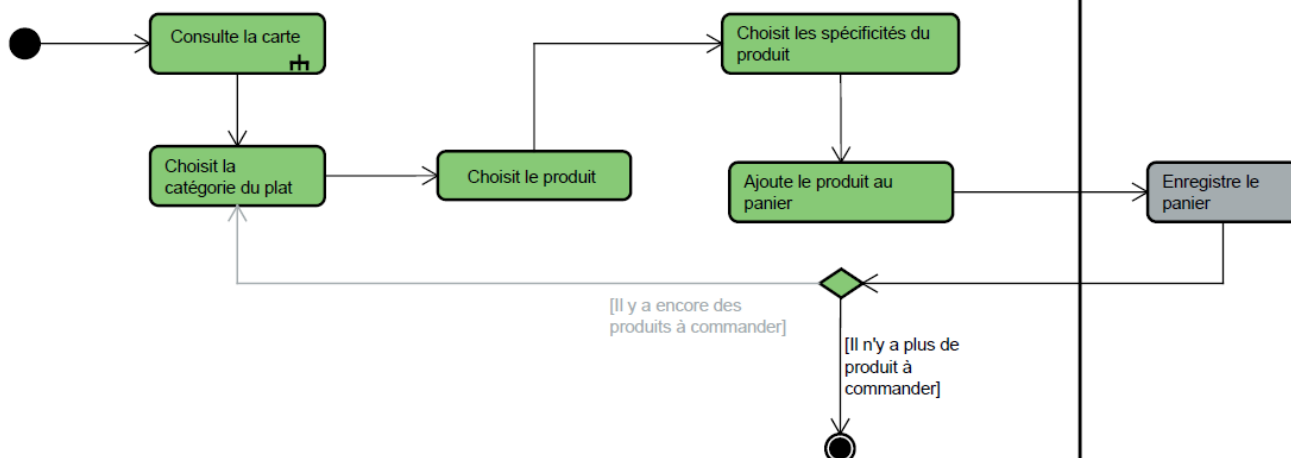 Consulte la carte
Choisit les spécificités du
produit
Choisit la
catégorie du plat
Choisit le produit
Ajoute le produit au
panier
Enregistre le
panier
[Il y a encore des
produits à commander]
[Il n'y a plus de
produit à
commander]